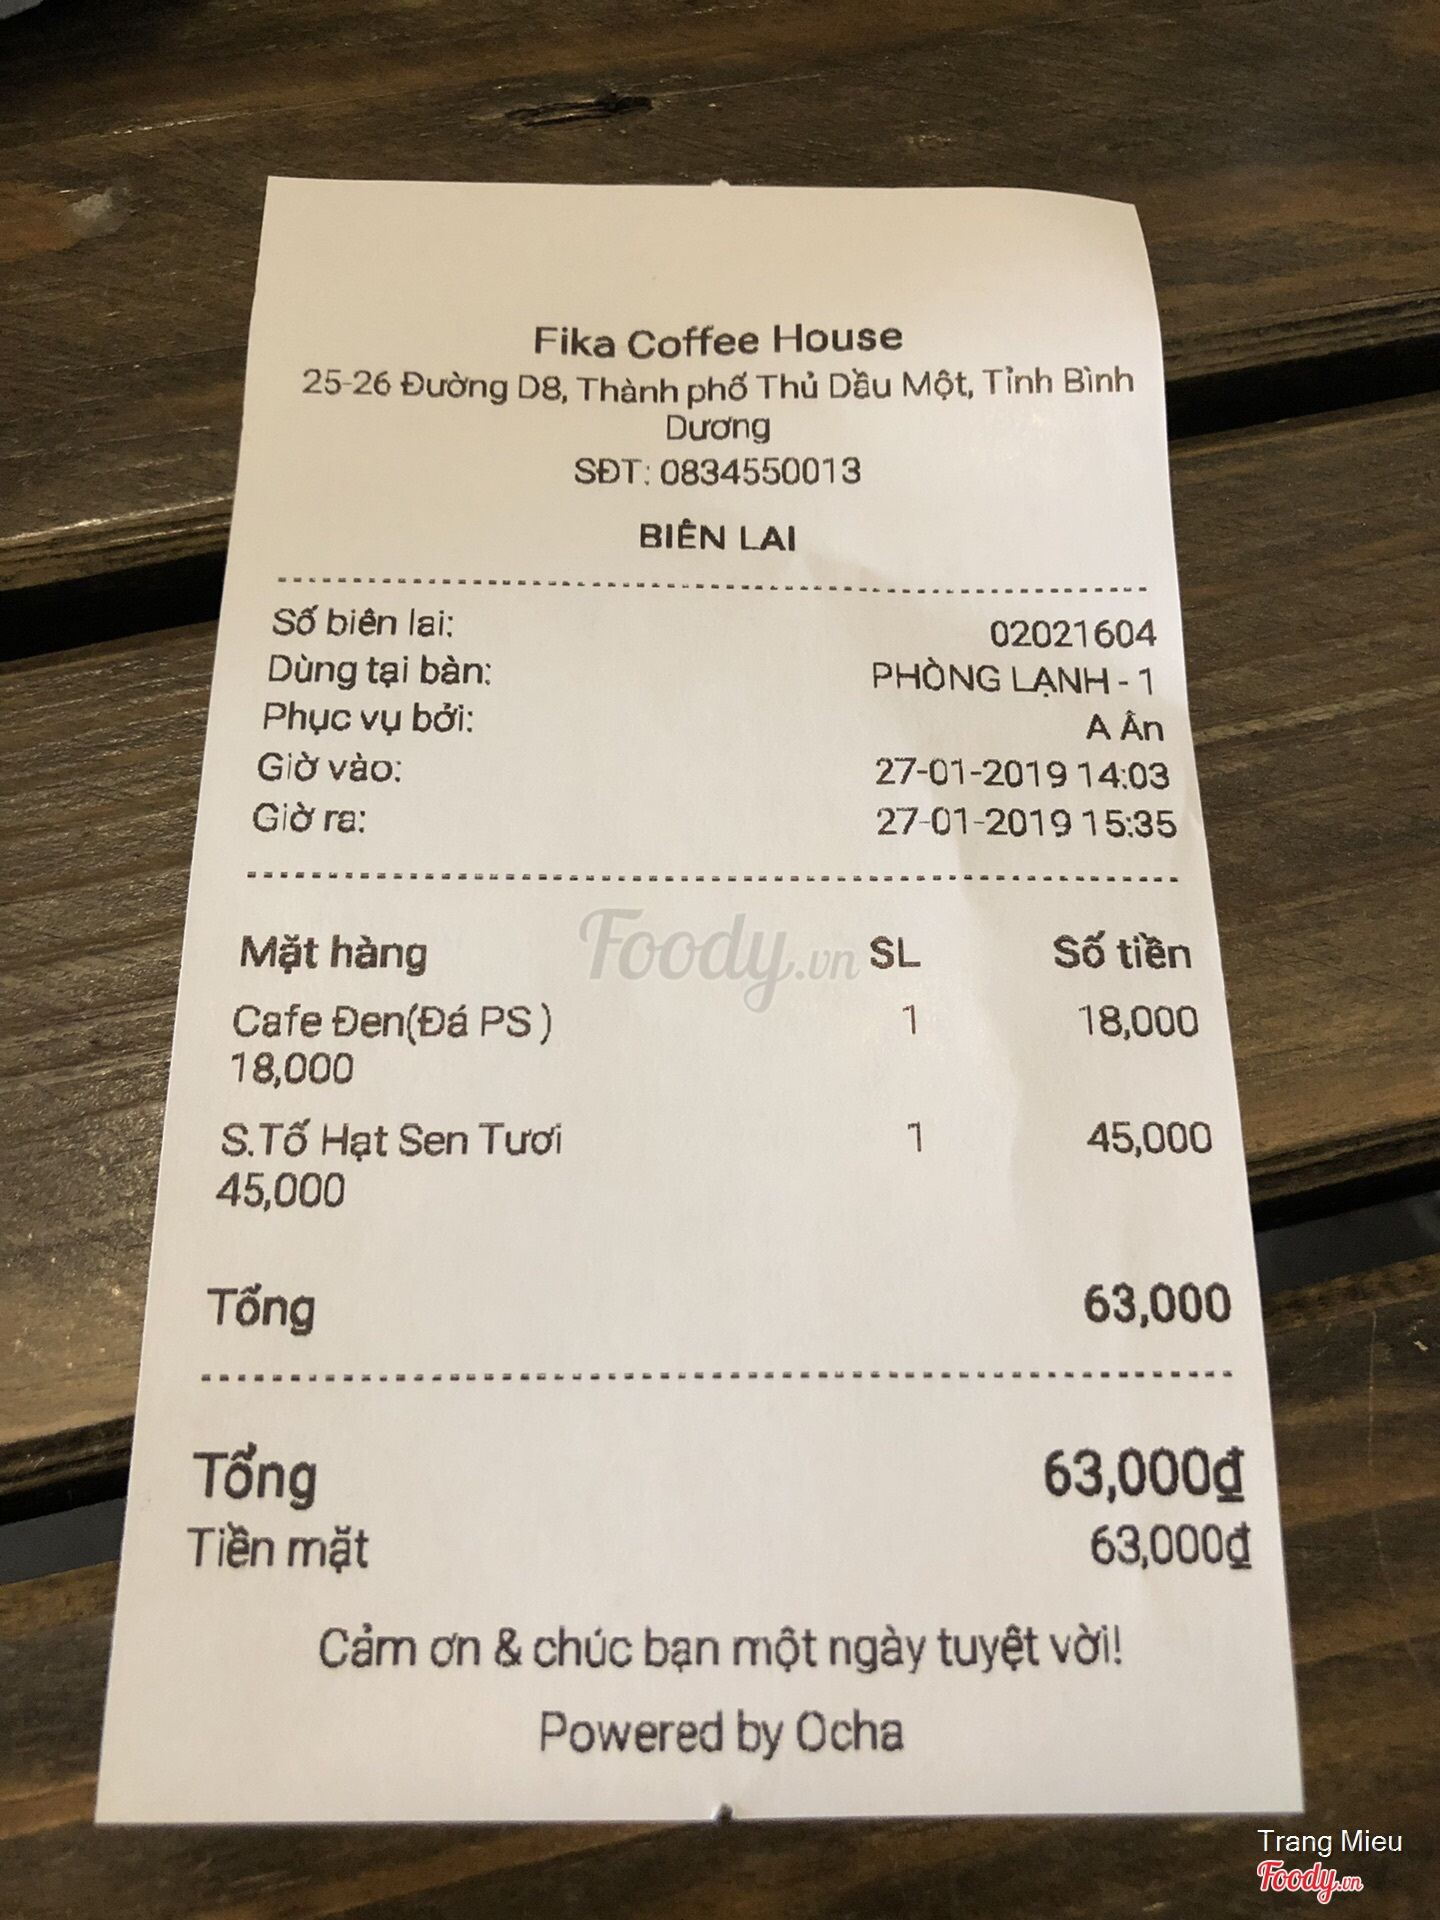 Fika Coffee House
25-26 Đường D8, Thành phố Thủ Dầu Một, Tỉnh Bình
Dương
SĐT: 0834550013
BIÊN LAI
Số biên lai: 02021604
Dùng tại bàn: PHÒNG LẠNH - 1
Phục vụ bởi: A Ân
Giờ vào: 27-01-2019 14:03
Giờ ra: 27-01-2019 15:35
Foody.vn
Mặt hàng SL Số tiền
Cafe Đen(Đá PS ) 1 18,000
18,000
S.Tố Hạt Sen Tươi 1 45,000
45,000
Tổng 63,000
Tổng 63,000₫
Tiền mặt 63,000₫
Cảm ơn & chúc bạn một ngày tuyệt vời!
Powered by Ocha
Trang Mieu
Foody.vn